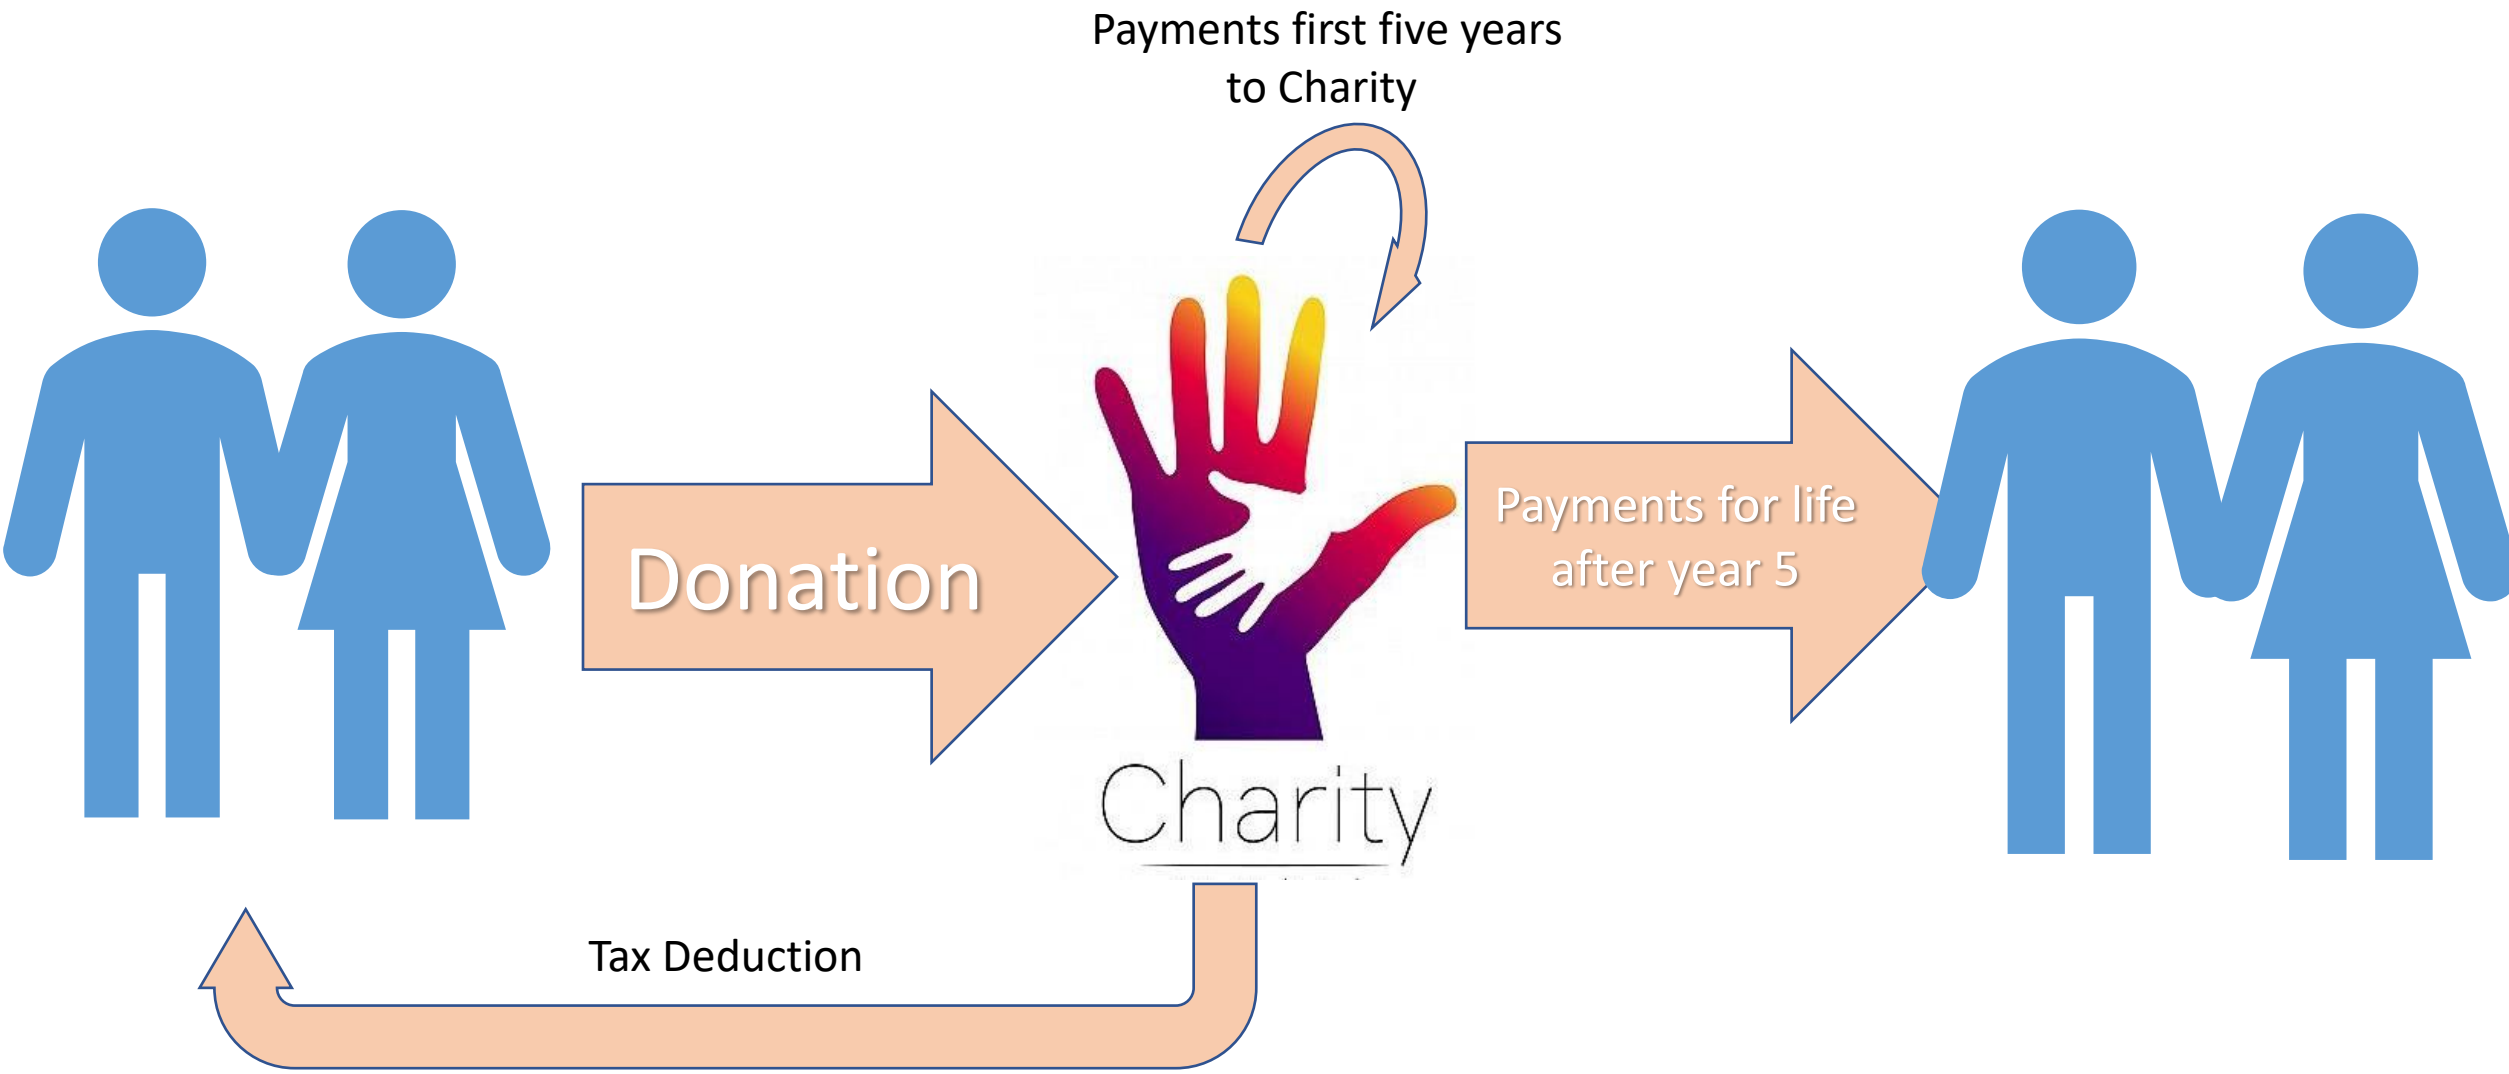 Payments first five years
to Charity
Donation
Payments for life
after year 5
Charity
Tax Deduction